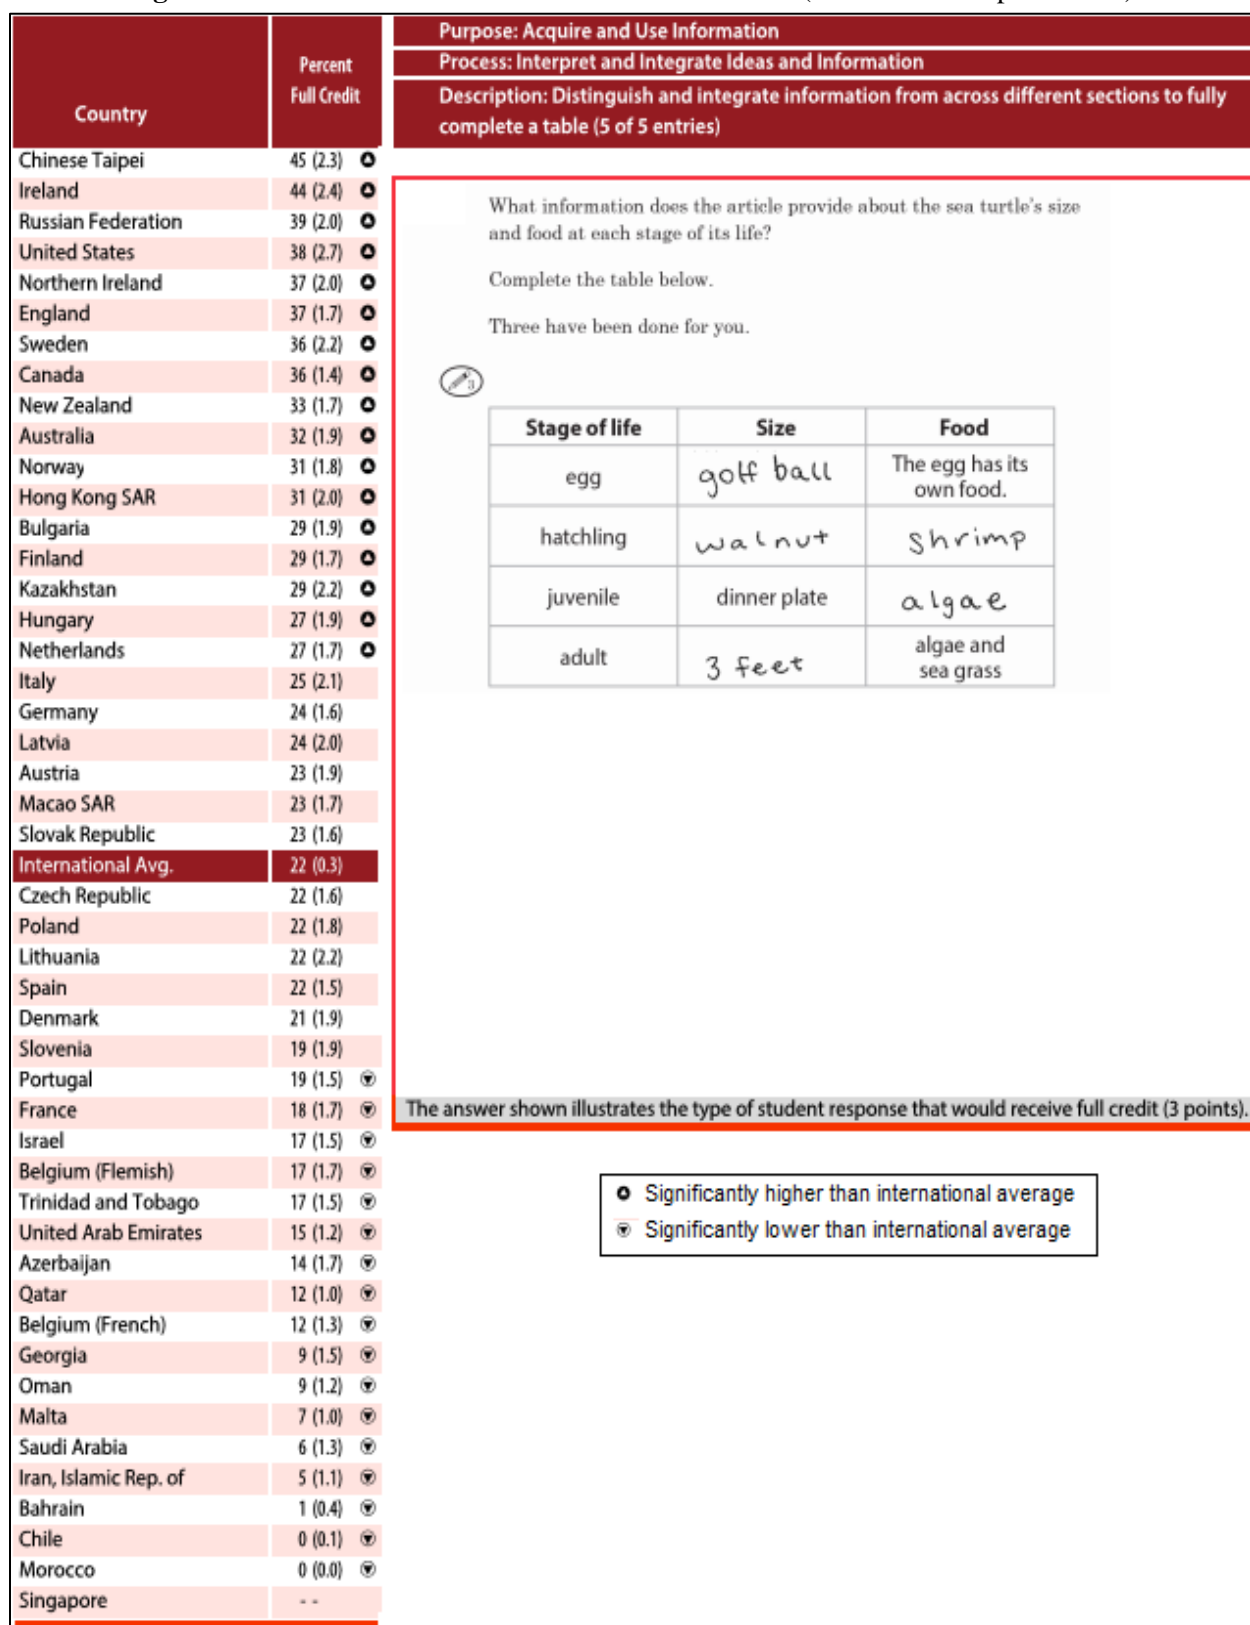 Country
Percent
Full Credit
Purpose: Acquire and Use Information
Process: Interpret and Integrate Ideas and Information
Description: Distinguish and integrate information from across different sections to fully
complete a table (5 of 5 entries)
Chinese Taipei 45 (2.3)
Ireland 44 (2.4)
Russian Federation 39 (2.0)
United States 38 (2.7)
Northern Ireland 37 (2.0)
England 37 (1.7)
Sweden 36 (2.2)
Canada 36 (1.4)
New Zealand 33 (1.7)
Australia 32 (1.9)
Norway 31 (1.8)
Hong Kong SAR 31 (2.0)
Bulgaria 29 (1.9)
Finland 29 (1.7)
Kazakhstan 29 (2.2)
Hungary 27 (1.9)
Netherlands 27 (1.7)
Italy 25 (2.1)
Germany 24 (1.6)
Latvia 24 (2.0)
Austria 23 (1.9)
Macao SAR 23 (1.7)
Slovak Republic 23 (1.6)
International Avg. 22 (0.3)
Czech Republic 22 (1.6)
Poland 22 (1.8)
Lithuania 22 (2.2)
Spain 22 (1.5)
Denmark 21 (1.9)
Slovenia 19 (1.9)
Portugal 19 (1.5)
France 18 (1.7)
Israel 17 (1.5)
Belgium (Flemish) 17 (1.7)
Trinidad and Tobago 17 (1.5)
United Arab Emirates 15 (1.2)
Azerbaijan 14 (1.7)
Qatar 12 (1.0)
Belgium (French) 12 (1.3)
Georgia 9 (1.5)
Oman 9 (1.2)
Malta 7 (1.0)
Saudi Arabia 6 (1.3)
Iran, Islamic Rep. of 5 (1.1)
Bahrain 1 (0.4)
Chile 0 (0.1)
Morocco 0 (0.0)
Singapore - -
What information does the article provide about the sea turtle's size
and food at each stage of its life?
Complete the table below.
Three have been done for you.
3
Stage of life Size Food
egg golf ball The egg has its
own food.
hatchling walnut shrimp
juvenile dinner plate algae
adult 3 feet algae and
sea grass
The answer shown illustrates the type of student response that would receive full credit (3 points).
Significantly higher than international average
Significantly lower than international average